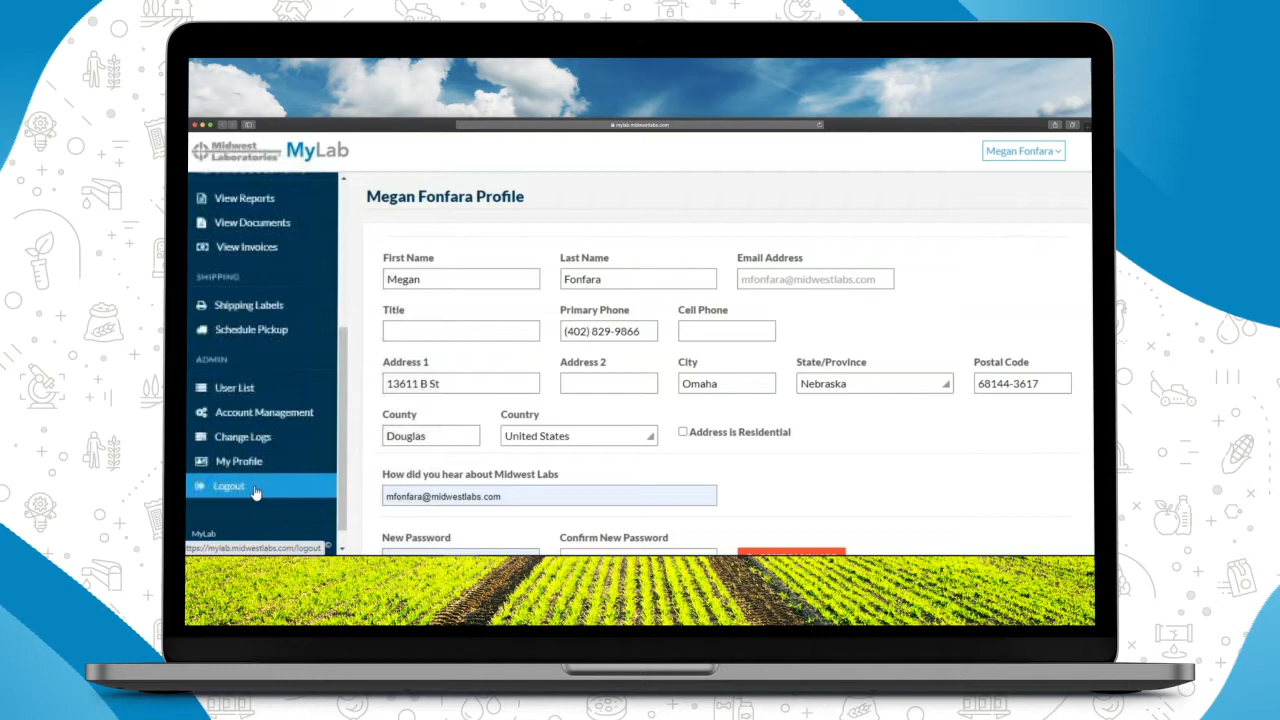 mylab.midwestlabs.com
Midwest Laboratories®
MyLab
Megan Fonfara
View Reports
View Documents
View Invoices
SHIPPING
Shipping Labels
Schedule Pickup
ADMIN
User List
Account Management
Change Logs
My Profile
Logout
MyLab
©
ttps://mylab.midwestlabs.com/logout
Megan Fonfara Profile
First Name
Last Name
Email Address
Megan
Fonfara
mfonfara@midwestlabs.com
Title
Primary Phone
Cell Phone
(402) 829-9866
Address 1
Address 2
City
State/Province
Postal Code
13611 B St
Omaha
Nebraska
68144-3617
County
Country
Douglas
United States
Address is Residential
How did you hear about Midwest Labs
mfonfara@midwestlabs.com
New Password
Confirm New Password